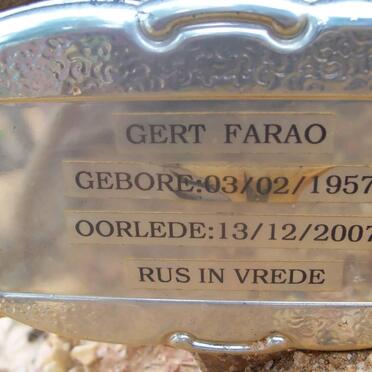 GERT FARAO
GEBORE:03/02/1957
OORLEDE:13/12/2007
RUS IN VREDE